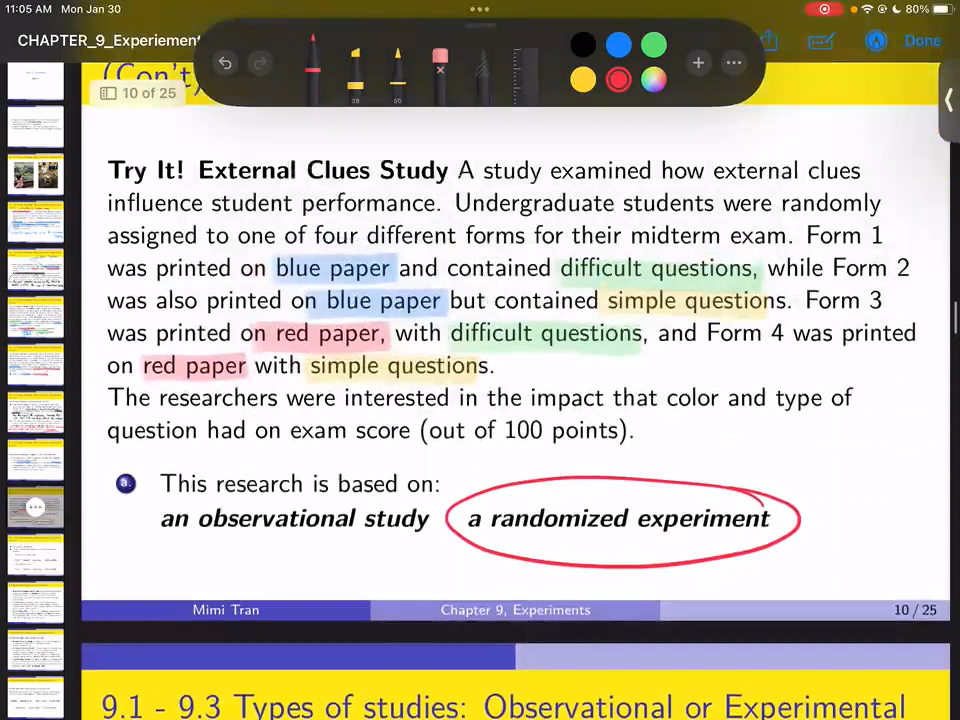 11:05 AM Mon Jan 30
80%
CHAPTER_9_Experiement
Done
(Con't)
10 of 25
Try It! External Clues Study A study examined how external clues
influence student performance. Undergraduate students were randomly
assigned to one of four different forms for their midterm exam. Form 1
was printed on blue paper and contained difficult questions, while Form 2
was also printed on blue paper but contained simple questions. Form 3
was printed on red paper, with difficult questions, and Form 4 was printed
on red paper with simple questions.
The researchers were interested in the impact that color and type of
question had on exam score (out of 100 points).
a. This research is based on:
an observational study a randomized experiment
Mimi Tran Chapter 9, Experiments 10 / 25
9.1 - 9.3 Types of studies: Observational or Experimental